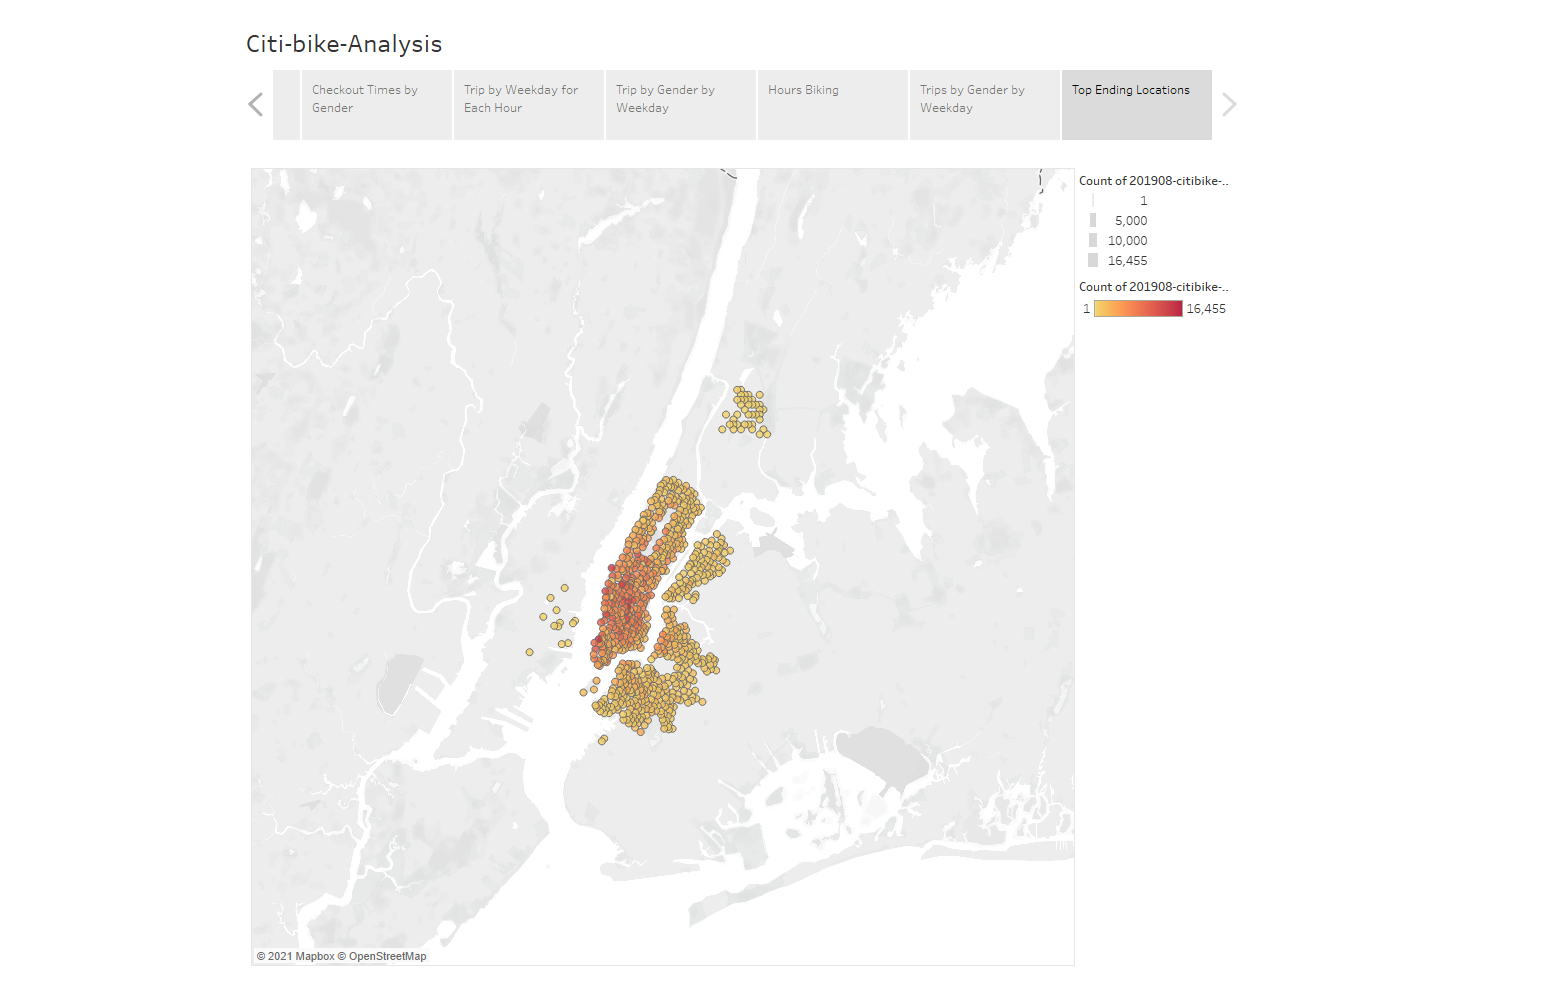 Citi-bike-Analysis
Checkout Times by
Gender
Trip by Weekday for
Each Hour
Trip by Gender by
Weekday
Hours Biking
Trips by Gender by
Weekday
Top Ending Locations
Count of 201908-citibike-..
1
5,000
10,000
16,455
Count of 201908-citibike-..
1 16,455
© 2021 Mapbox © OpenStreetMap